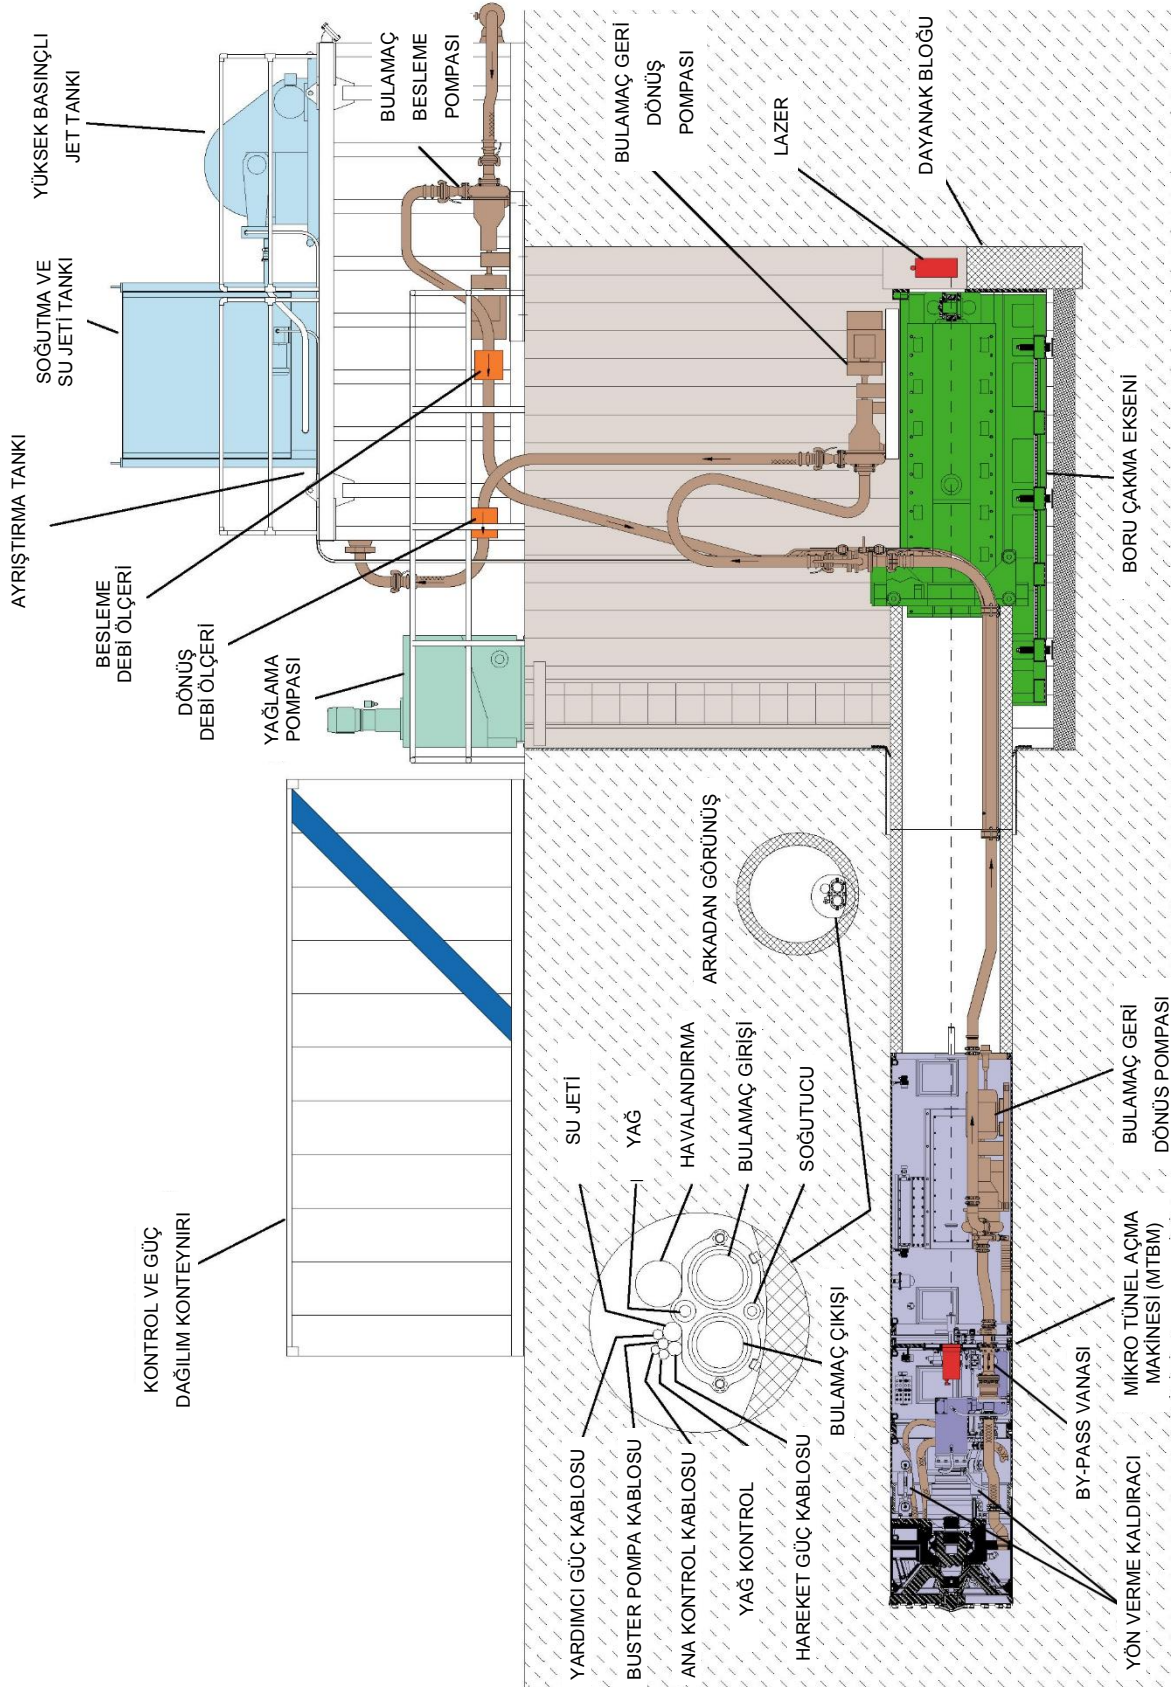 YÜKSEK BASINÇLI
JET TANKI
SOĞUTMA VE
SU JETİ TANKI
AYRIŞTIRMA TANKI
BESLEME
DEBİ ÖLÇERİ
DÖNÜŞ
DEBİ ÖLÇERİ
YAĞLAMA
POMPASI
KONTROL VE GÜÇ
DAĞILIM KONTEYNIRI
BULAMAÇ
BESLEME
POMPASI
BULAMAÇ GERİ
DÖNÜŞ
POMPASI
LAZER
DAYANAK BLOĞU
BORU ÇAKMA EKSENİ
ARKADAN GÖRÜNÜŞ
SU JETİ
YAĞ
HAVALANDIRMA
BULAMAÇ GİRİŞİ
SOĞUTUCU
BULAMAÇ ÇIKIŞI
YARDIMCI GÜÇ KABLOSU
BUSTER POMPA KABLOSU
ANA KONTROL KABLOSU
YAĞ KONTROL
HAREKET GÜÇ KABLOSU
BULAMAÇ GERİ
DÖNÜS POMPASI
MİKRO TÜNEL AÇMA
MAKİNESİ (MTBM)
BY-PASS VANASI
YÖN VERME KALDIRACI